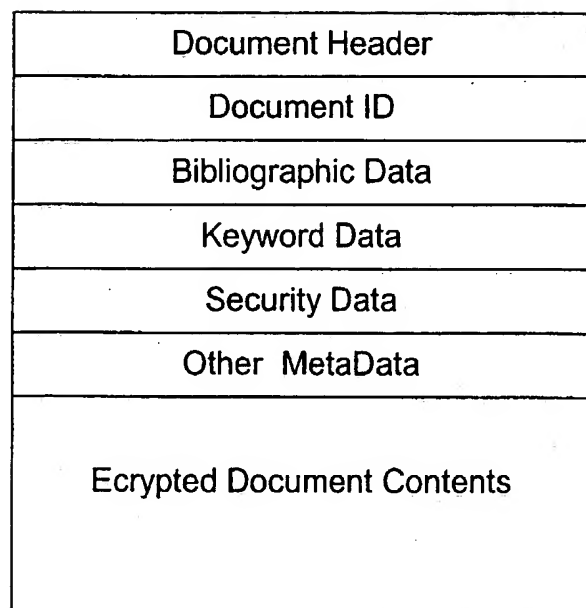 Document Header
Document ID
Bibliographic Data
Keyword Data
Security Data
Other MetaData
Ecrypted Document Contents